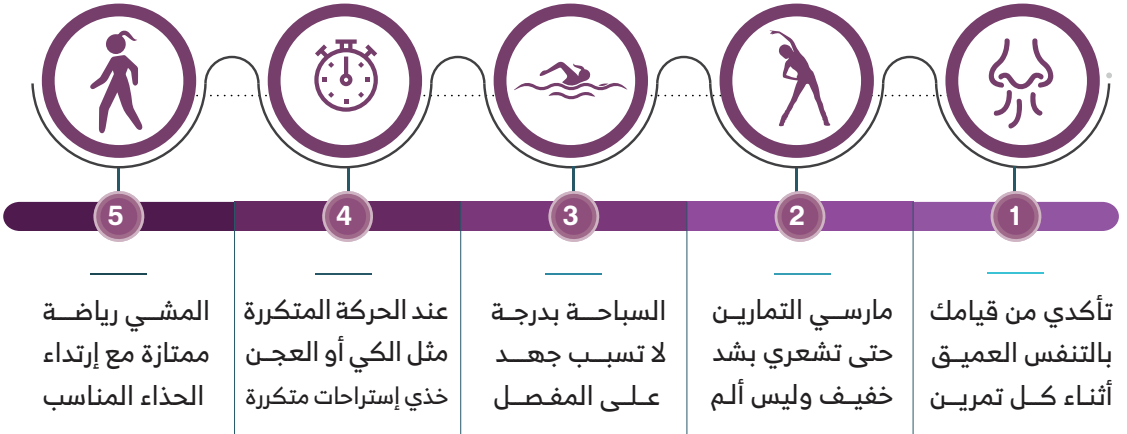 1
تأكدي من قيامك
بالتنفس العميق
أثناء كل تمرين
2
مارسي التمارين
حتى تشعري بشد
خفيف وليس ألم
3
السباحة بدرجة
لا تسبب جهد
على المفصل
4
عند الحركة المتكررة
مثل الكي أو العجن
خذي إستراحات متكررة
5
المشي رياضة
ممتازة مع إرتداء
الحذاء المناسب